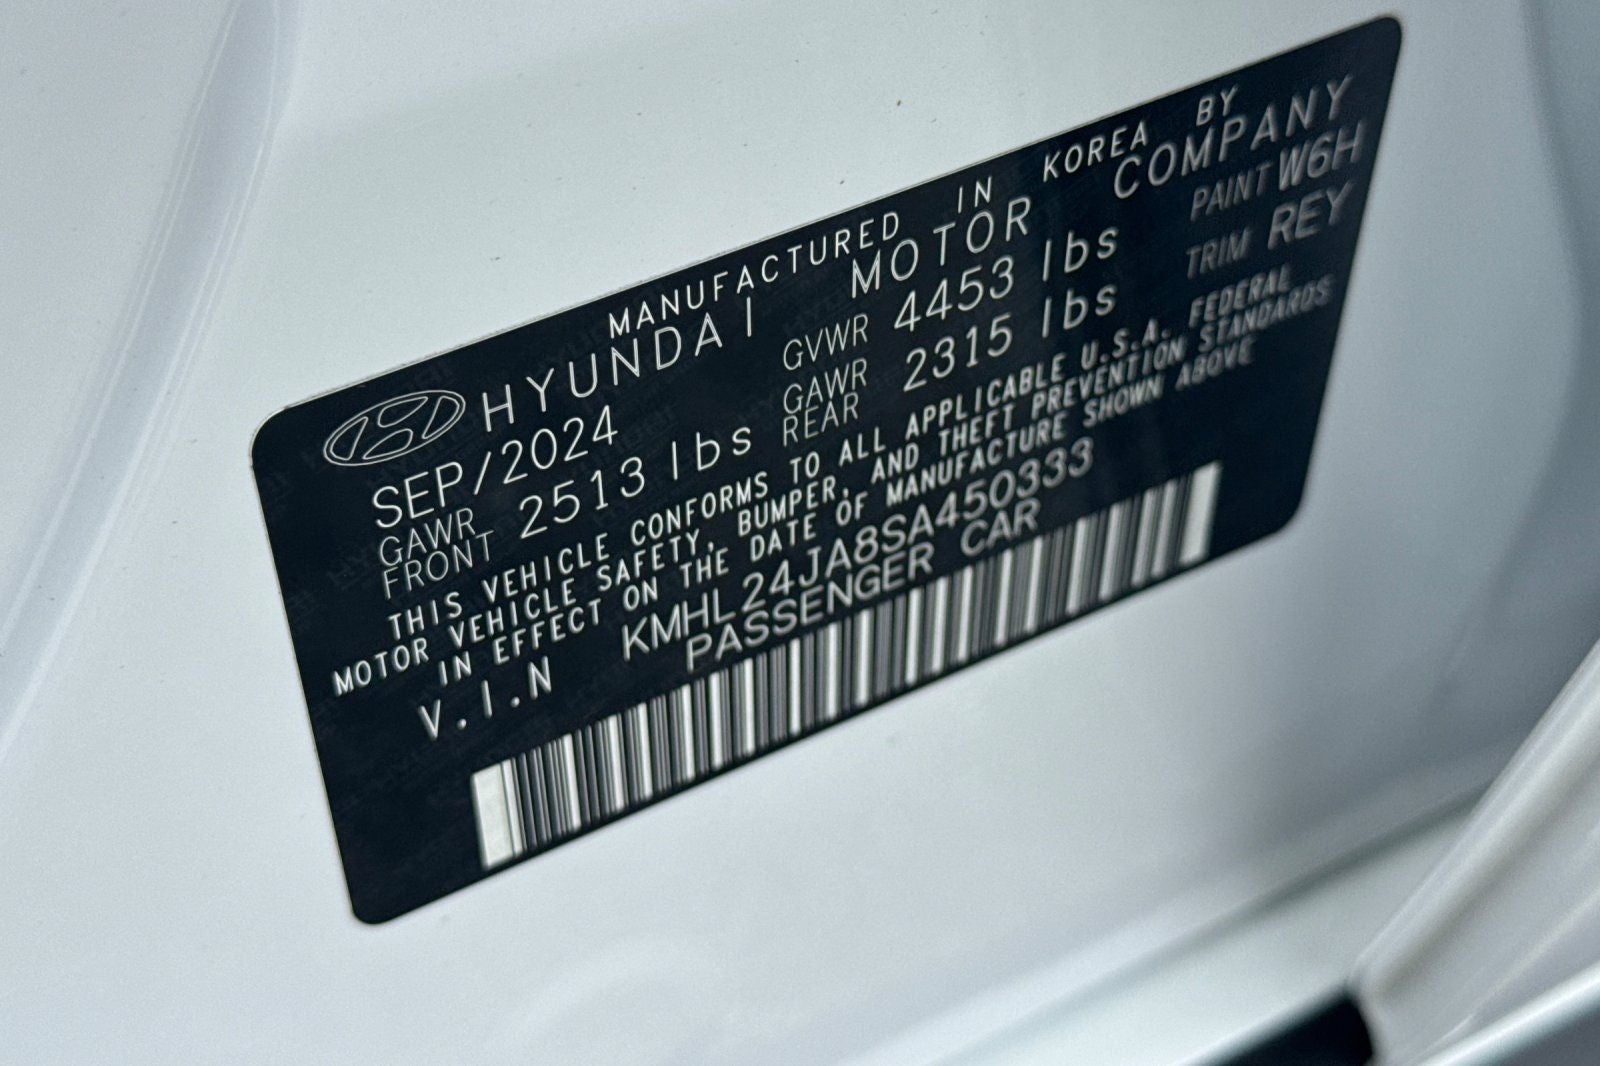 MANUFACTURED IN KOREA BY
HYUNDAI MOTOR COMPANY
SEP/2024 GVWR 4453 lbs PAINT W6H
GAWR FRONT 2513 lbs GAWR REAR 2315 lbs TRIM REY
THIS VEHICLE CONFORMS TO ALL APPLICABLE U.S.A. FEDERAL
MOTOR VEHICLE SAFETY, BUMPER, AND THEFT PREVENTION STANDARDS
IN EFFECT ON THE DATE OF MANUFACTURE SHOWN ABOVE
V.I.N KMHL24JA8SA450333
PASSENGER CAR